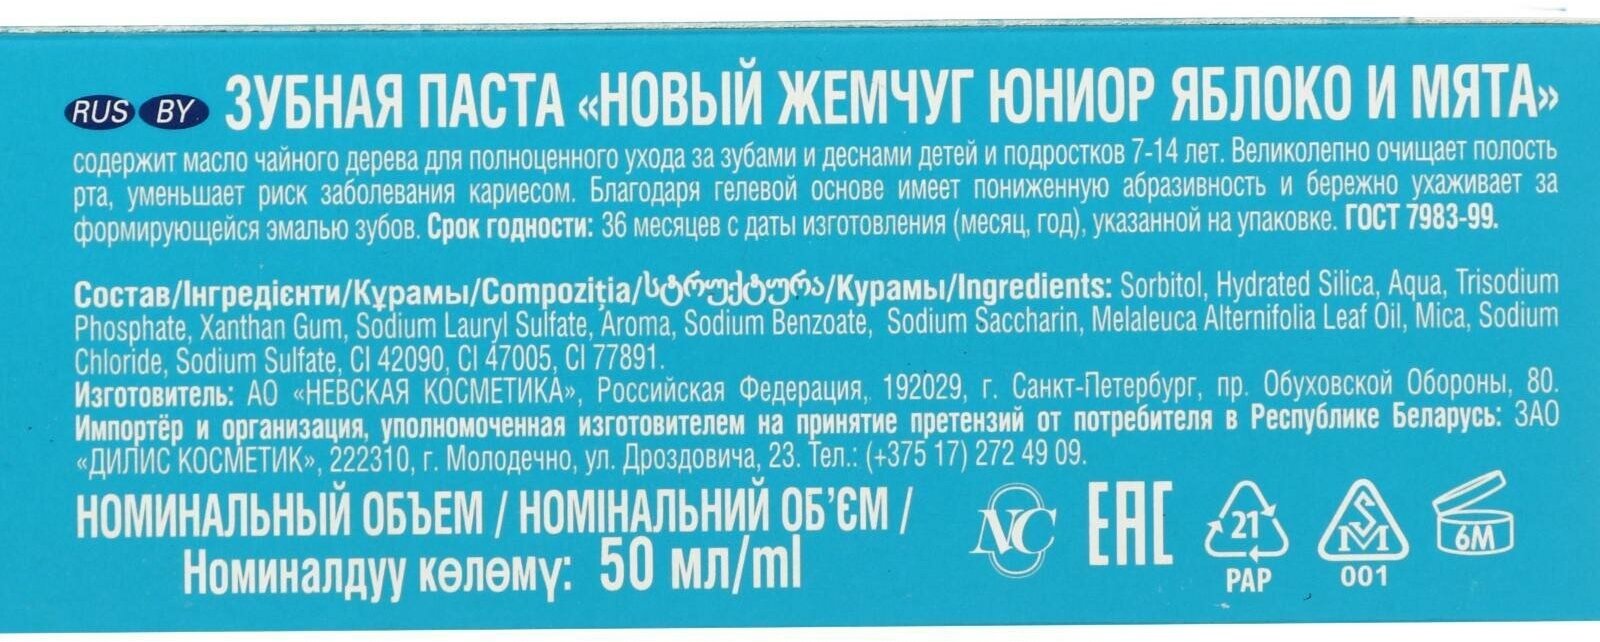 RUS BY ЗУБНАЯ ПАСТА «НОВЫЙ ЖЕМЧУГ ЮНИОР ЯБЛОКО И МЯТА»
содержит масло чайного дерева для полноценного ухода за зубами и деснами детей и подростков 7-14 лет. Великолепно очищает полость
рта, уменьшает риск заболевания кариесом. Благодаря гелевой основе имеет пониженную абразивность и бережно ухаживает за
формирующейся эмалью зубов. Срок годности: 36 месяцев с даты изготовления (месяц, год), указанной на упаковке. ГОСТ 7983-99.
Состав/Інгредієнти/Құрамы/Compoziția/სტრუქტურა/Курамы/Ingredients: Sorbitol, Hydrated Silica, Aqua, Trisodium
Phosphate, Xanthan Gum, Sodium Lauryl Sulfate, Aroma, Sodium Benzoate, Sodium Saccharin, Melaleuca Alternifolia Leaf Oil, Mica, Sodium
Chloride, Sodium Sulfate, CI 42090, CI 47005, CI 77891.
Изготовитель: АО «НЕВСКАЯ КОСМЕТИКА», Российская Федерация, 192029, г. Санкт-Петербург, пр. Обуховской Обороны, 80.
Импортёр и организация, уполномоченная изготовителем на принятие претензий от потребителя в Республике Беларусь: ЗАО
«ДИЛИС КОСМЕТИК», 222310, г. Молодечно, ул. Дроздовича, 23. Тел.: (+375 17) 272 49 09.
НОМИНАЛЬНЫЙ ОБЪЕМ / НОМІНАЛЬНИЙ ОБ'ЄМ /
Номиналдуу көлөмү: 50 мл/ml
NC EAC 21 PAP SM 001 6M